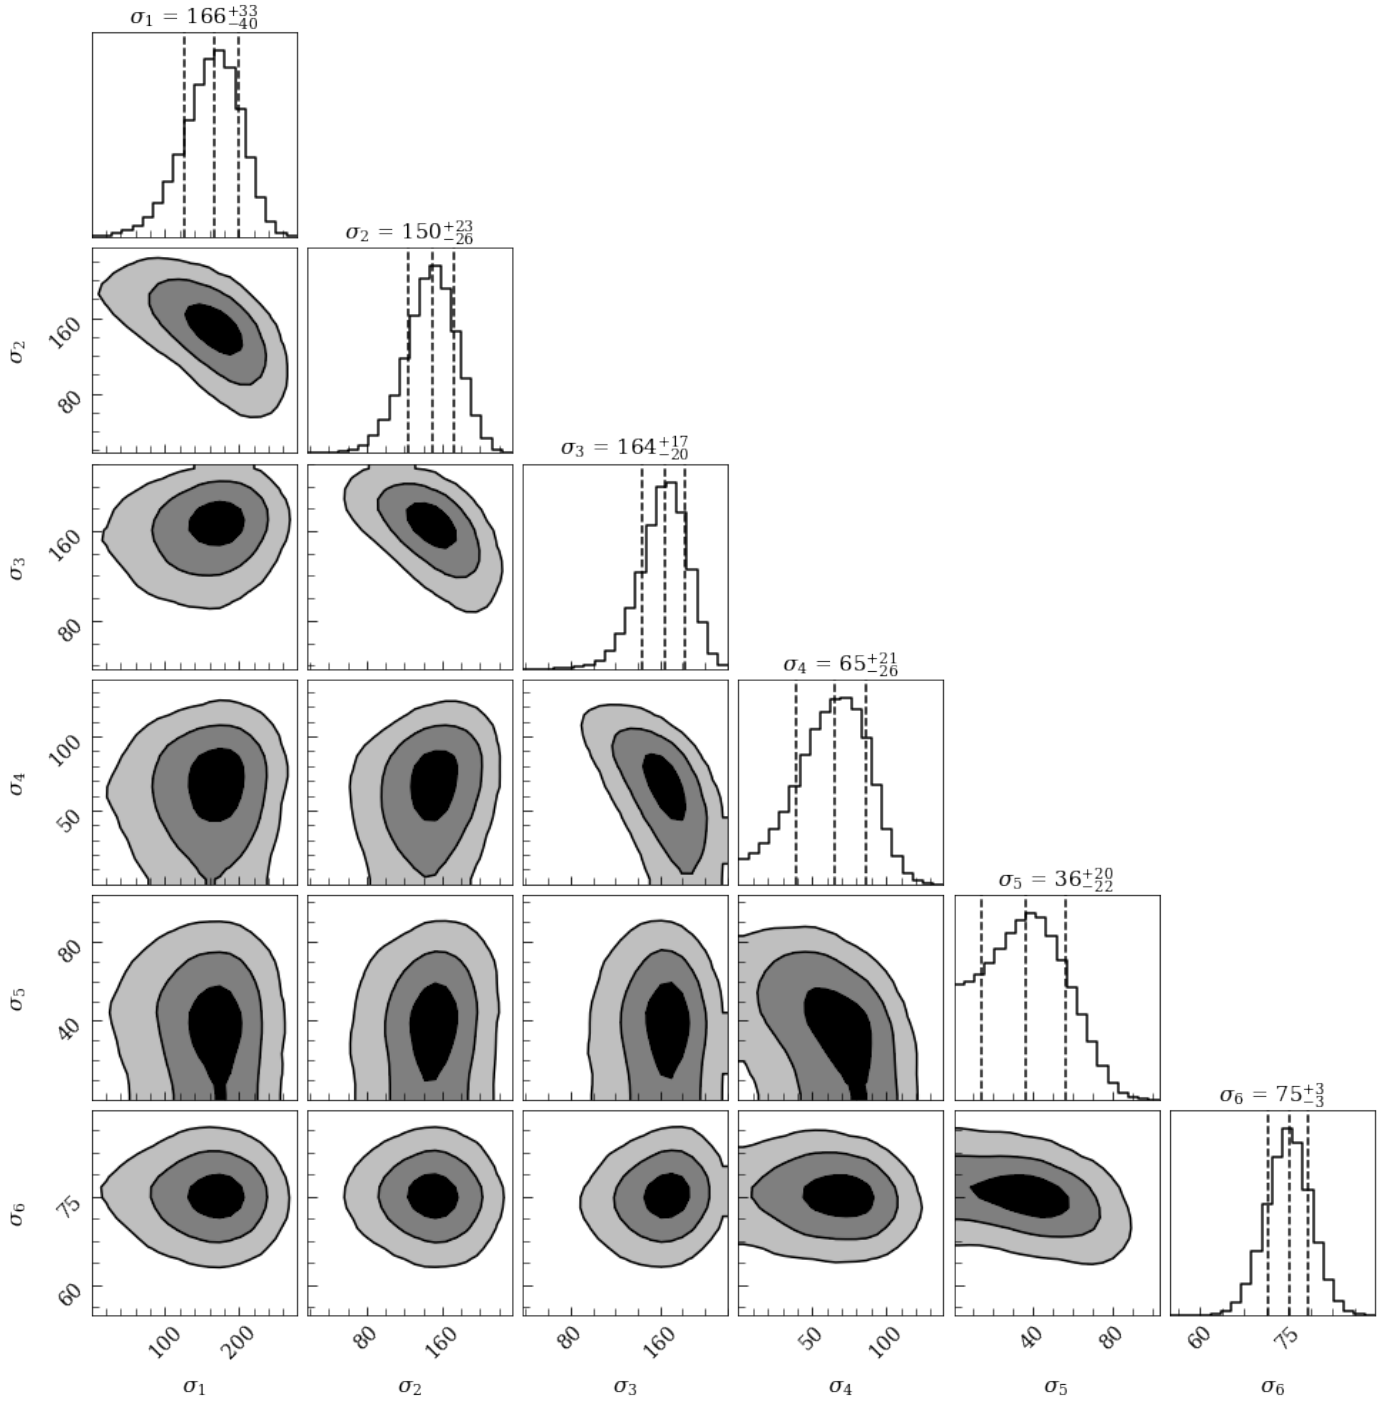 σ₁ = 166⁺³³₋₄₀
σ₂ = 150⁺²³₋₂₆
160
80
σ₂
σ₃ = 164⁺¹⁷₋₂₀
160
80
σ₃
σ₄ = 65⁺²¹₋₂₆
100
50
σ₄
σ₅ = 36⁺²⁰₋₂₂
80
40
σ₅
σ₆ = 75⁺³₋₃
75
60
σ₆
100 200 80 160 80 160 50 100 40 80 60 75
σ₁ σ₂ σ₃ σ₄ σ₅ σ₆